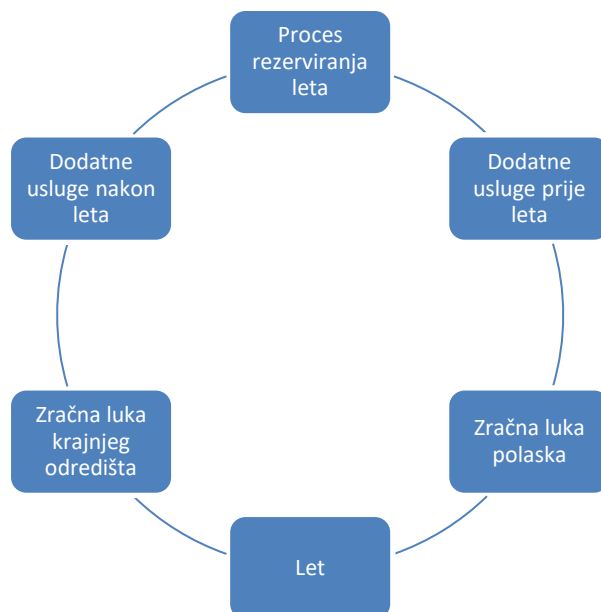 Proces
rezerviranja
leta
Dodatne
usluge prije
leta
Zračna luka
polaska
Let
Zračna luka
krajnjeg
odredišta
Dodatne
usluge nakon
leta